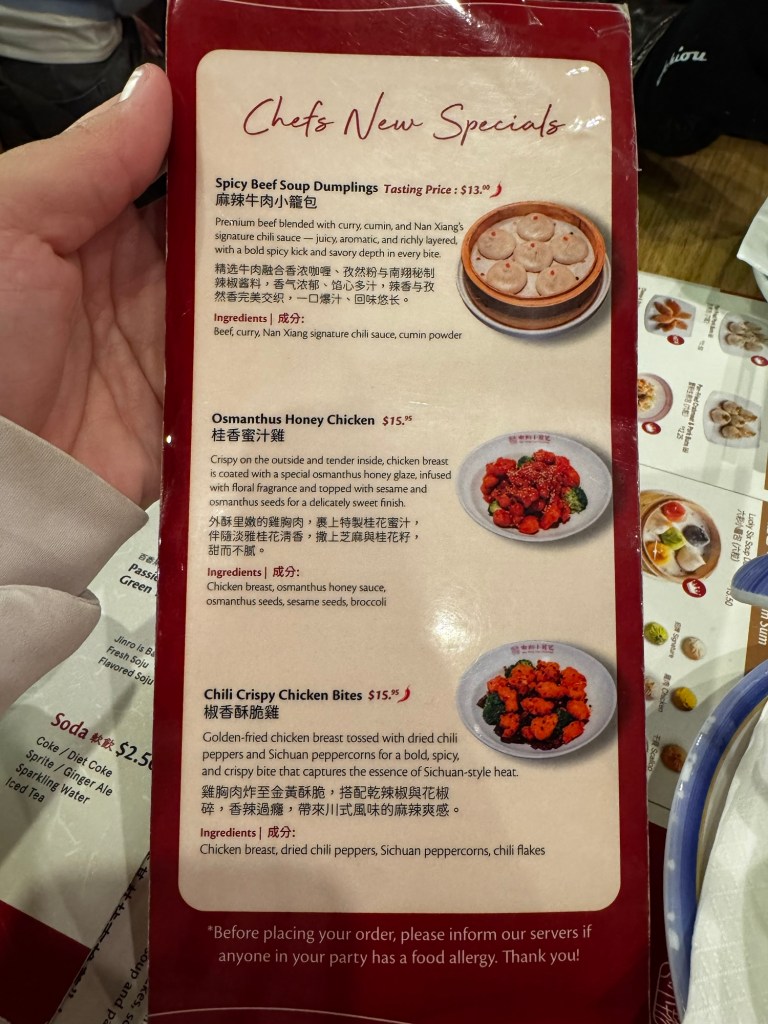 Chefs New Specials
Spicy Beef Soup Dumplings Tasting Price : $13.90
麻辣牛肉小籠包
Premium beef blended with curry, cumin, and Nan Xiang's
signature chili sauce — juicy, aromatic, and richly layered,
with a bold spicy kick and savory depth in every bite.
精选牛肉融合香浓咖喱、孜然粉与南翔秘制
辣椒酱料，香气浓郁、馅心多汁，辣香与孜
然香完美交织，一口爆汁、回味悠长。
Ingredients | 成分:
Beef, curry, Nan Xiang signature chili sauce, cumin powder
Osmanthus Honey Chicken $15.95
桂香蜜汁雞
Crispy on the outside and tender inside, chicken breast
is coated with a special osmanthus honey glaze, infused
with floral fragrance and topped with sesame and
osmanthus seeds for a delicately sweet finish.
外酥里嫩的雞胸肉，裹上特製桂花蜜汁，
伴隨淡雅桂花清香，撒上芝麻與桂花籽，
甜而不膩。
Ingredients | 成分:
Chicken breast, osmanthus honey sauce,
osmanthus seeds, sesame seeds, broccoli
Chili Crispy Chicken Bites $15.95
椒香酥脆雞
Golden-fried chicken breast tossed with dried chili
peppers and Sichuan peppercorns for a bold, spicy,
and crispy bite that captures the essence of Sichuan-style heat.
雞胸肉炸至金黃酥脆，搭配乾辣椒與花椒
碎，香辣過癮，帶來川式風味的麻辣爽感。
Ingredients | 成分:
Chicken breast, dried chili peppers, Sichuan peppercorns, chili flakes
*Before placing your order, please inform our servers if
anyone in your party has a food allergy. Thank you!
Green
Jinro is
Fresh Soju
Flavored Soju
Soda 軟飲 $2.50
Coke / Diet Coke
Sprite / Ginger Ale
Sparkling Water
Iced Tea
Lucky Six Soup
Signature
Chicken
Seafood